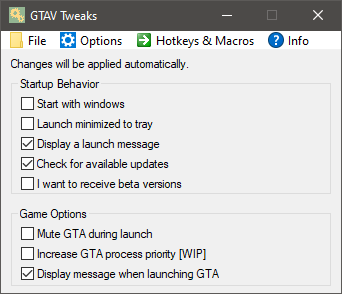 GTAV Tweaks
File Options Hotkeys & Macros Info
Changes will be applied automatically.
Startup Behavior
Start with windows
Launch minimized to tray
Display a launch message
Check for available updates
I want to receive beta versions
Game Options
Mute GTA during launch
Increase GTA process priority [WIP]
Display message when launching GTA